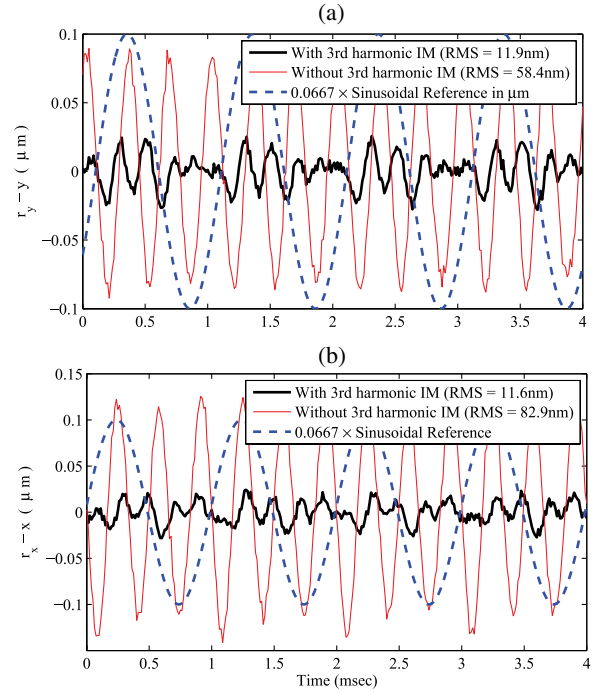 (a)
With 3rd harmonic IM (RMS = 11.9nm)
Without 3rd harmonic IM (RMS = 58.4nm)
0.0667 × Sinusoidal Reference in μm
r_y − y ( μ m )
0.1
0.05
0
−0.05
−0.1
0 0.5 1 1.5 2 2.5 3 3.5 4
(b)
With 3rd harmonic IM (RMS = 11.6nm)
Without 3rd harmonic IM (RMS = 82.9nm)
0.0667 × Sinusoidal Reference
r_x − x ( μ m )
0.15
0.1
0.05
0
−0.05
−0.1
0 0.5 1 1.5 2 2.5 3 3.5 4
Time (msec)